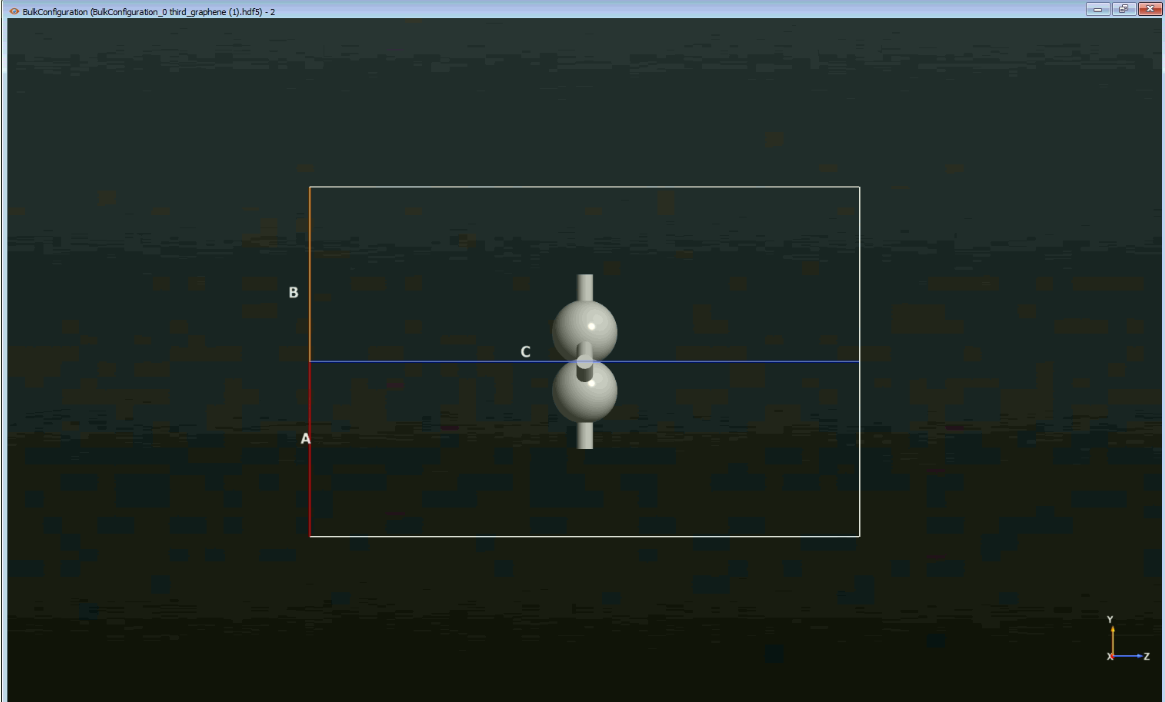 BulkConfiguration (BulkConfiguration_0 third_graphene (1).hdf5) - 2
B
C
A
Y
X
Z